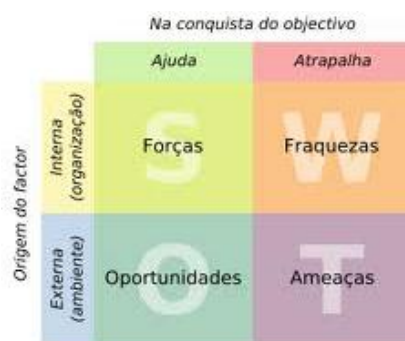 Na conquista do objectivo
Ajuda
Atrapalha
Origem do factor
Interna
(organização)
S
Forças
W
Fraquezas
Externa
(ambiente)
O
Oportunidades
T
Ameaças